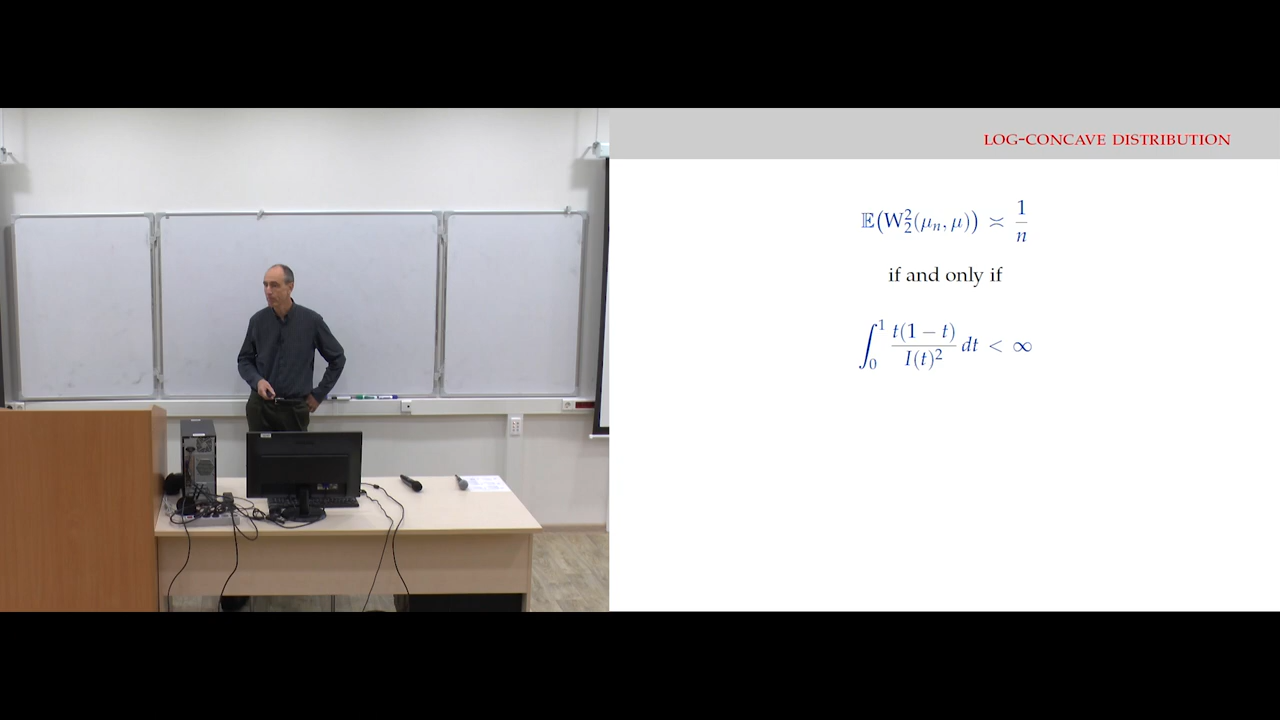 LOG-CONCAVE DISTRIBUTION
𝔼(W₂²(μₙ, μ)) ≍ 1/n
if and only if
∫₀¹ t(1 − t)/I(t)² dt < ∞